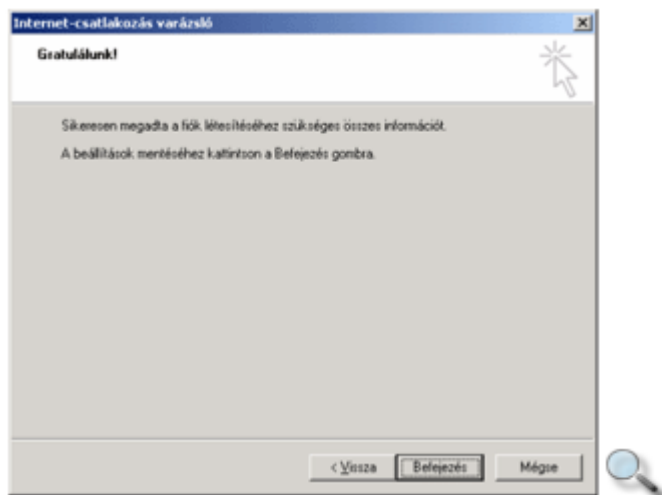 Internet-csatlakozás varázsló
Gratulálunk!
Sikeresen megadta a fiók létesítéséhez szükséges összes információt.
A beállítások mentéséhez kattintson a Befejezés gombra.
< Vissza Befejezés Mégse